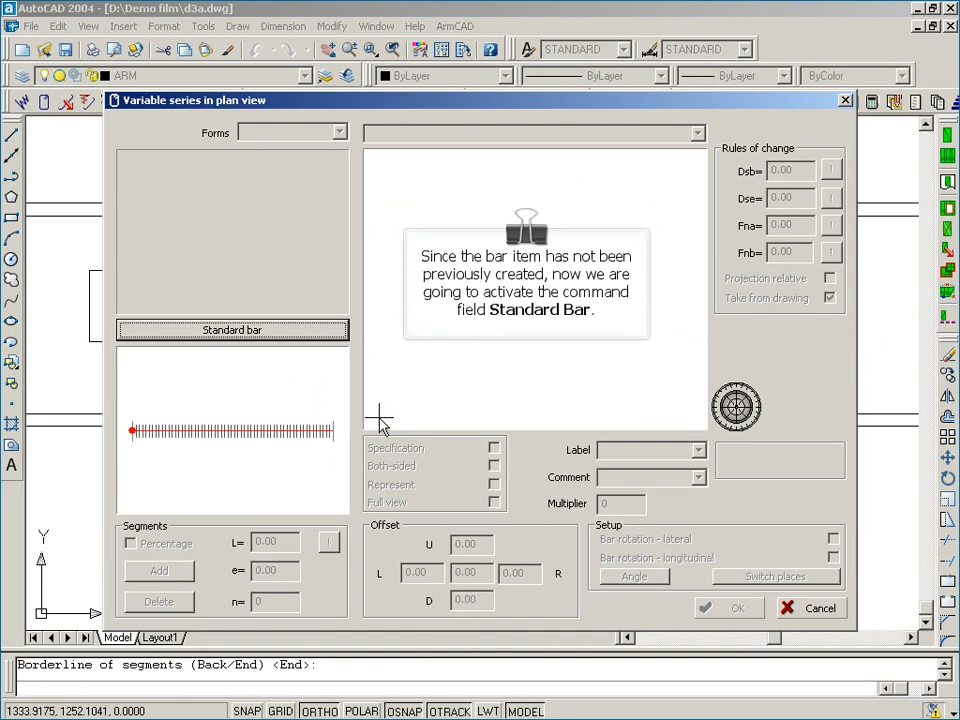 AutoCAD 2004 - [D:\Demo film\d3a.dwg]
File Edit View Insert Format Tools Draw Dimension Modify Window Help ArmCAD
STANDARD STANDARD
ARM ByLayer ByLayer ByLayer ByColor
Variable series in plan view
Forms
Rules of change
Dsb= 0.00 !
Dse= 0.00 !
Fna= 0.00 !
Fnb= 0.00 !
Projection relative
Take from drawing
Since the bar item has not been
previously created, now we are
going to activate the command
field Standard Bar.
Standard bar
Specification
Both-sided
Represent
Full view
Label
Comment
Multiplier 0
Segments
Percentage
L= 0.00 !
Add
e= 0.00
Delete
n= 0
Offset
U 0.00
L 0.00 0.00 0.00 R
D 0.00
Setup
Bar rotation - lateral
Bar rotation - longitudinal
Angle Switch places
OK Cancel
Y
Model Layout1
Borderline of segments (Back/End) <End>:
1333.9175, 1252.1041, 0.0000 SNAP GRID ORTHO POLAR OSNAP OTRACK LWT MODEL